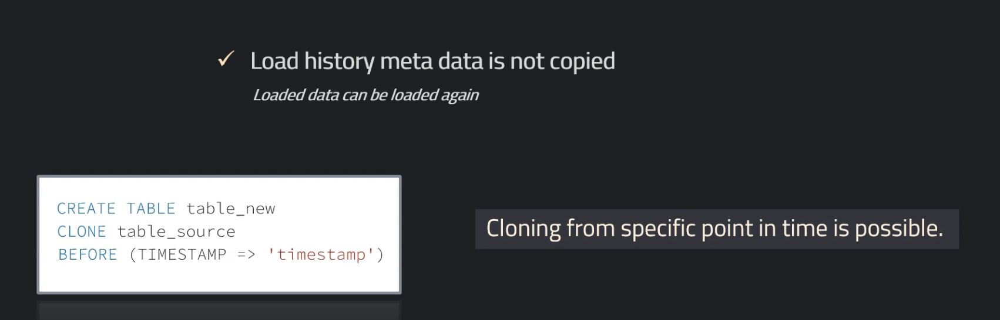 ✓ Load history meta data is not copied
Loaded data can be loaded again
CREATE TABLE table_new
CLONE table_source
BEFORE (TIMESTAMP => 'timestamp')
Cloning from specific point in time is possible.